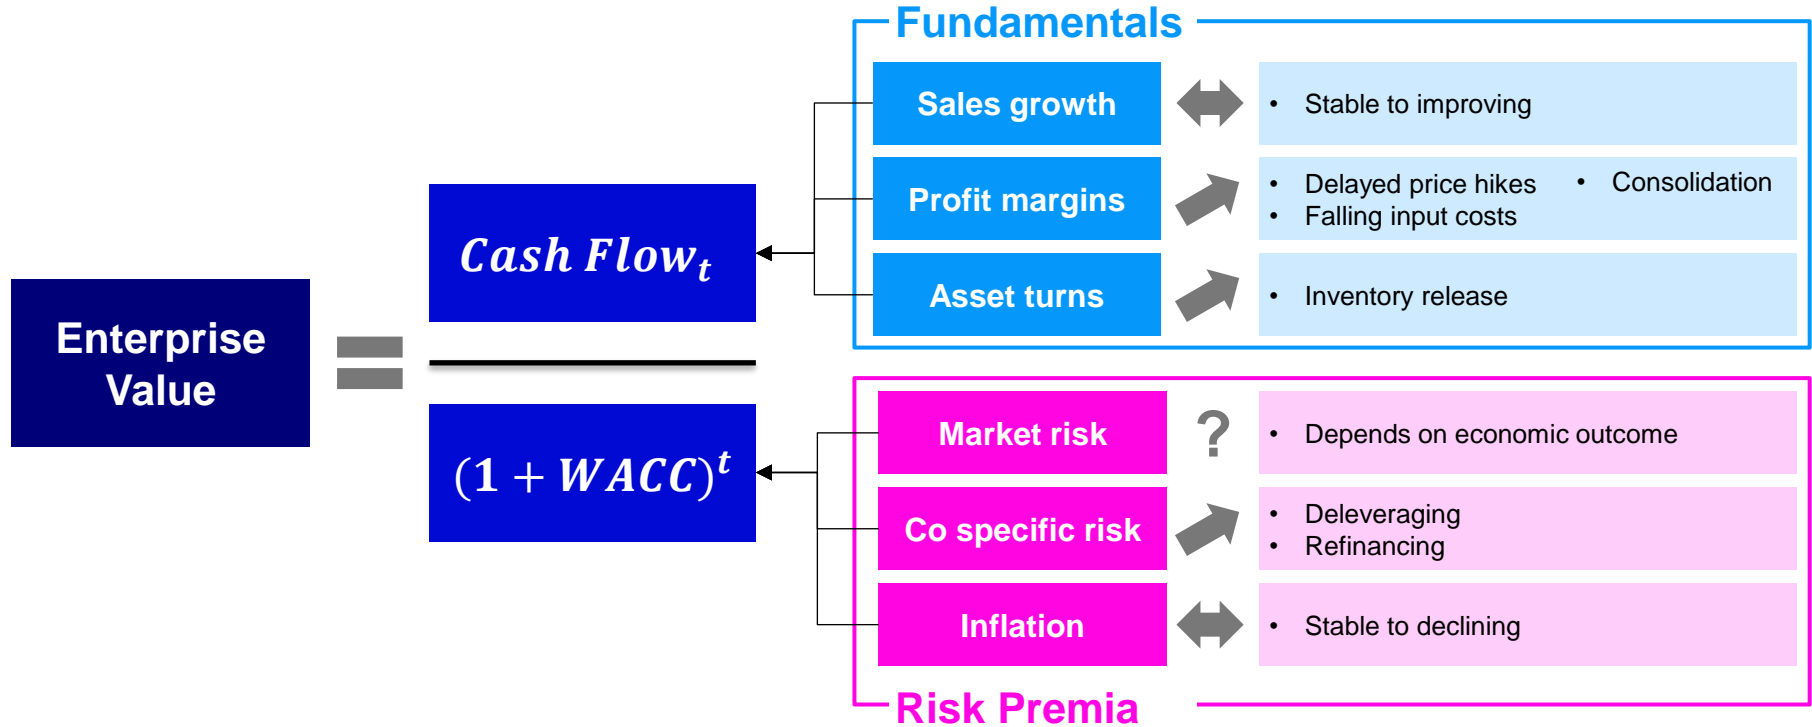 Fundamentals
Sales growth
• Stable to improving
Profit margins
• Delayed price hikes • Consolidation
• Falling input costs
Asset turns
• Inventory release
Cash Flow_t
Enterprise
Value
=
(1 + WACC)^t
Market risk
?
• Depends on economic outcome
Co specific risk
• Deleveraging
• Refinancing
Inflation
• Stable to declining
Risk Premia